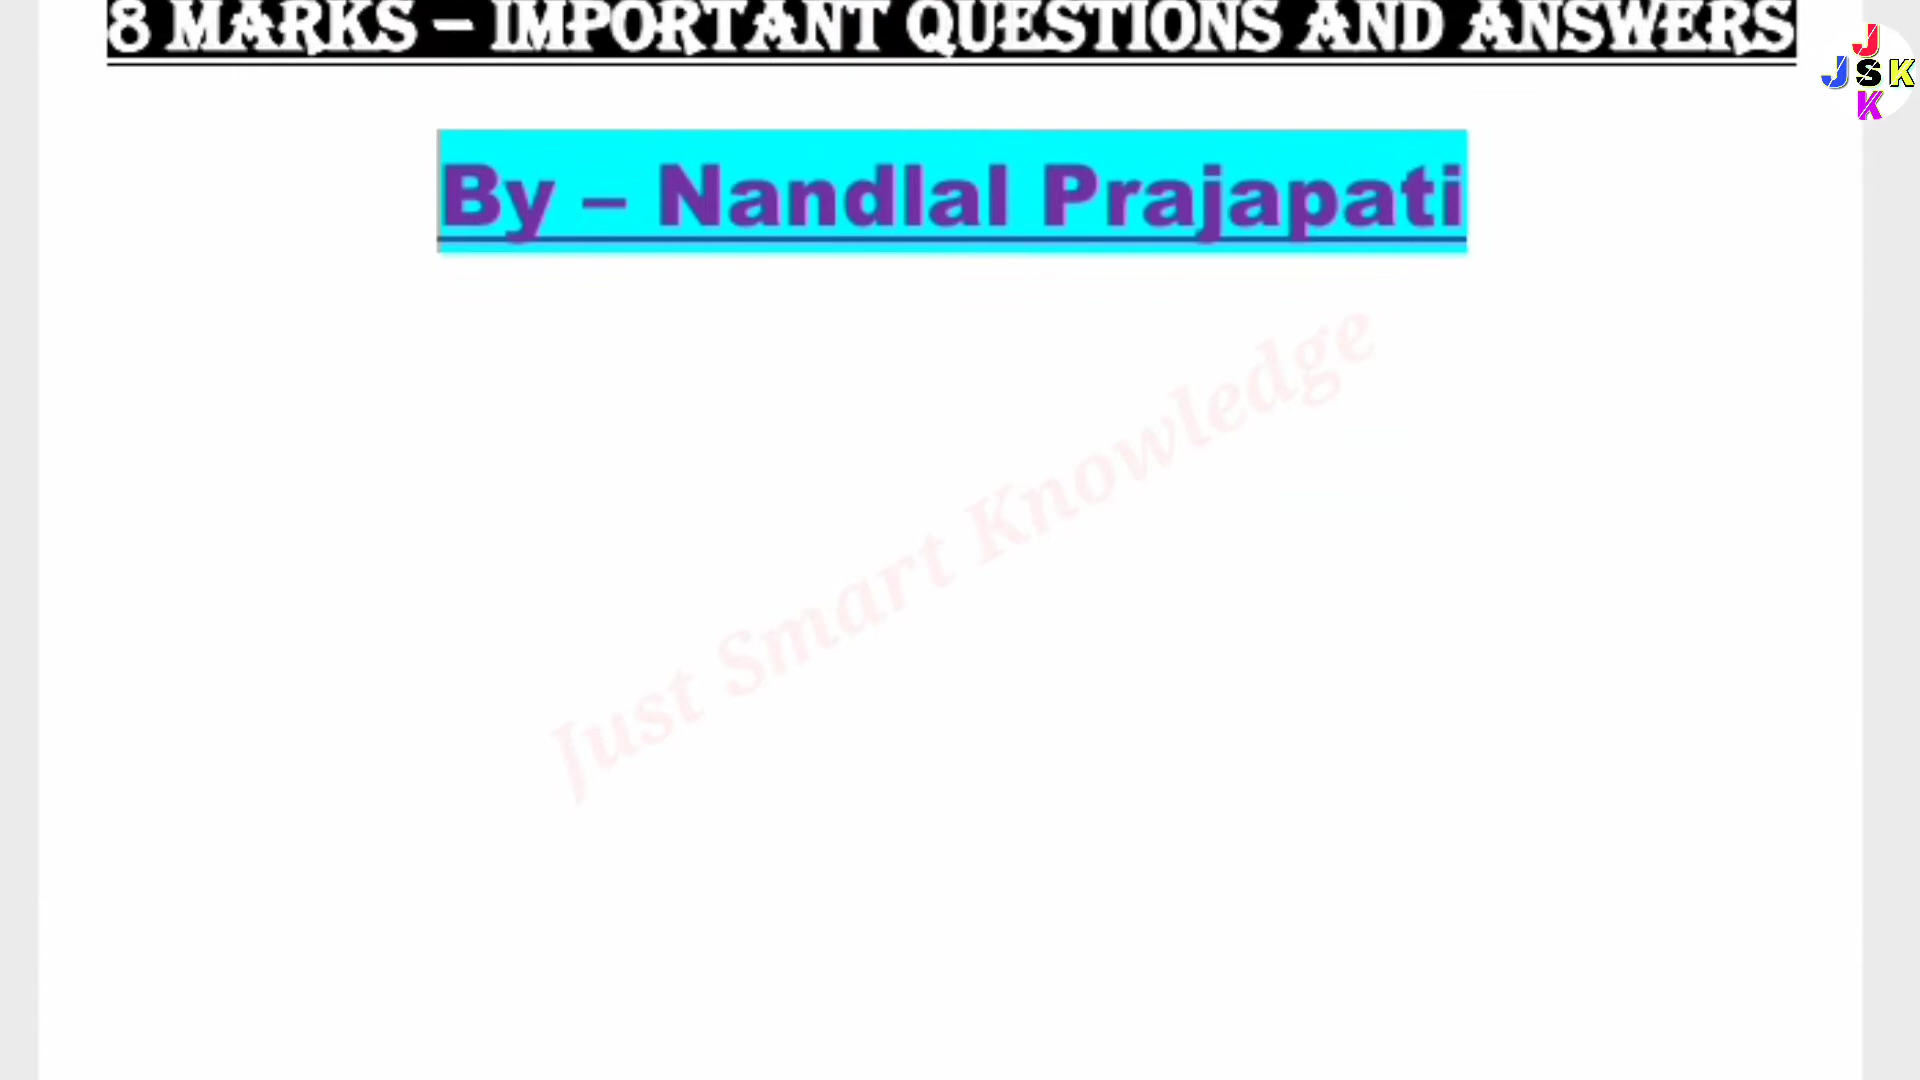 8 MARKS – IMPORTANT QUESTIONS AND ANSWERS
By – Nandlal Prajapati
Just Smart Knowledge
J
J S K
K